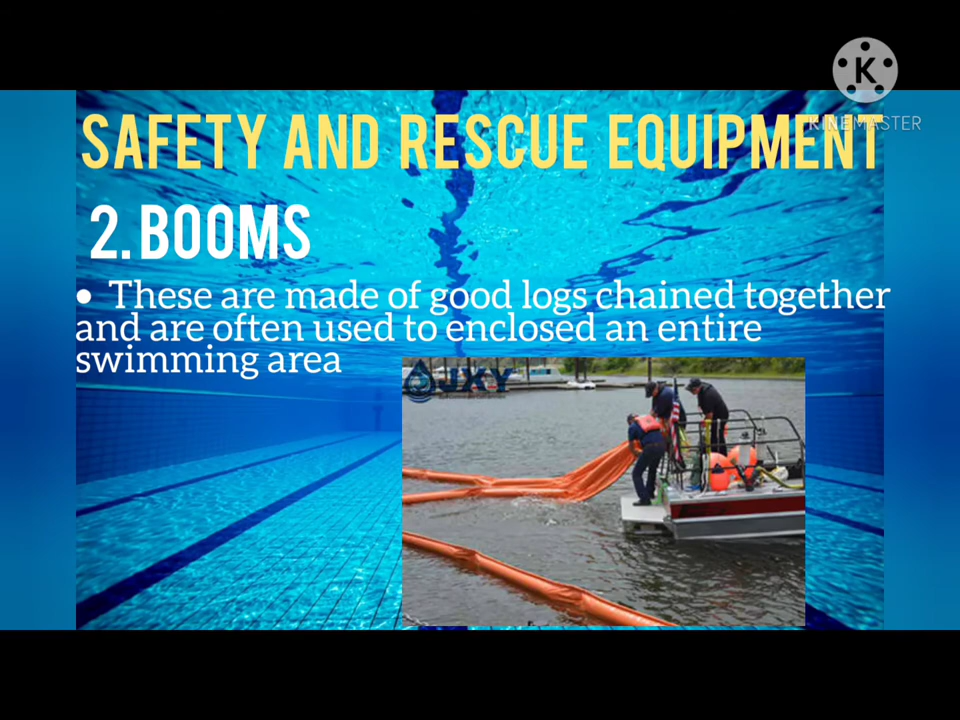 K
KINEMASTER
SAFETY AND RESCUE EQUIPMENT
2. BOOMS
• These are made of good logs chained together
and are often used to enclosed an entire
swimming area
JXY